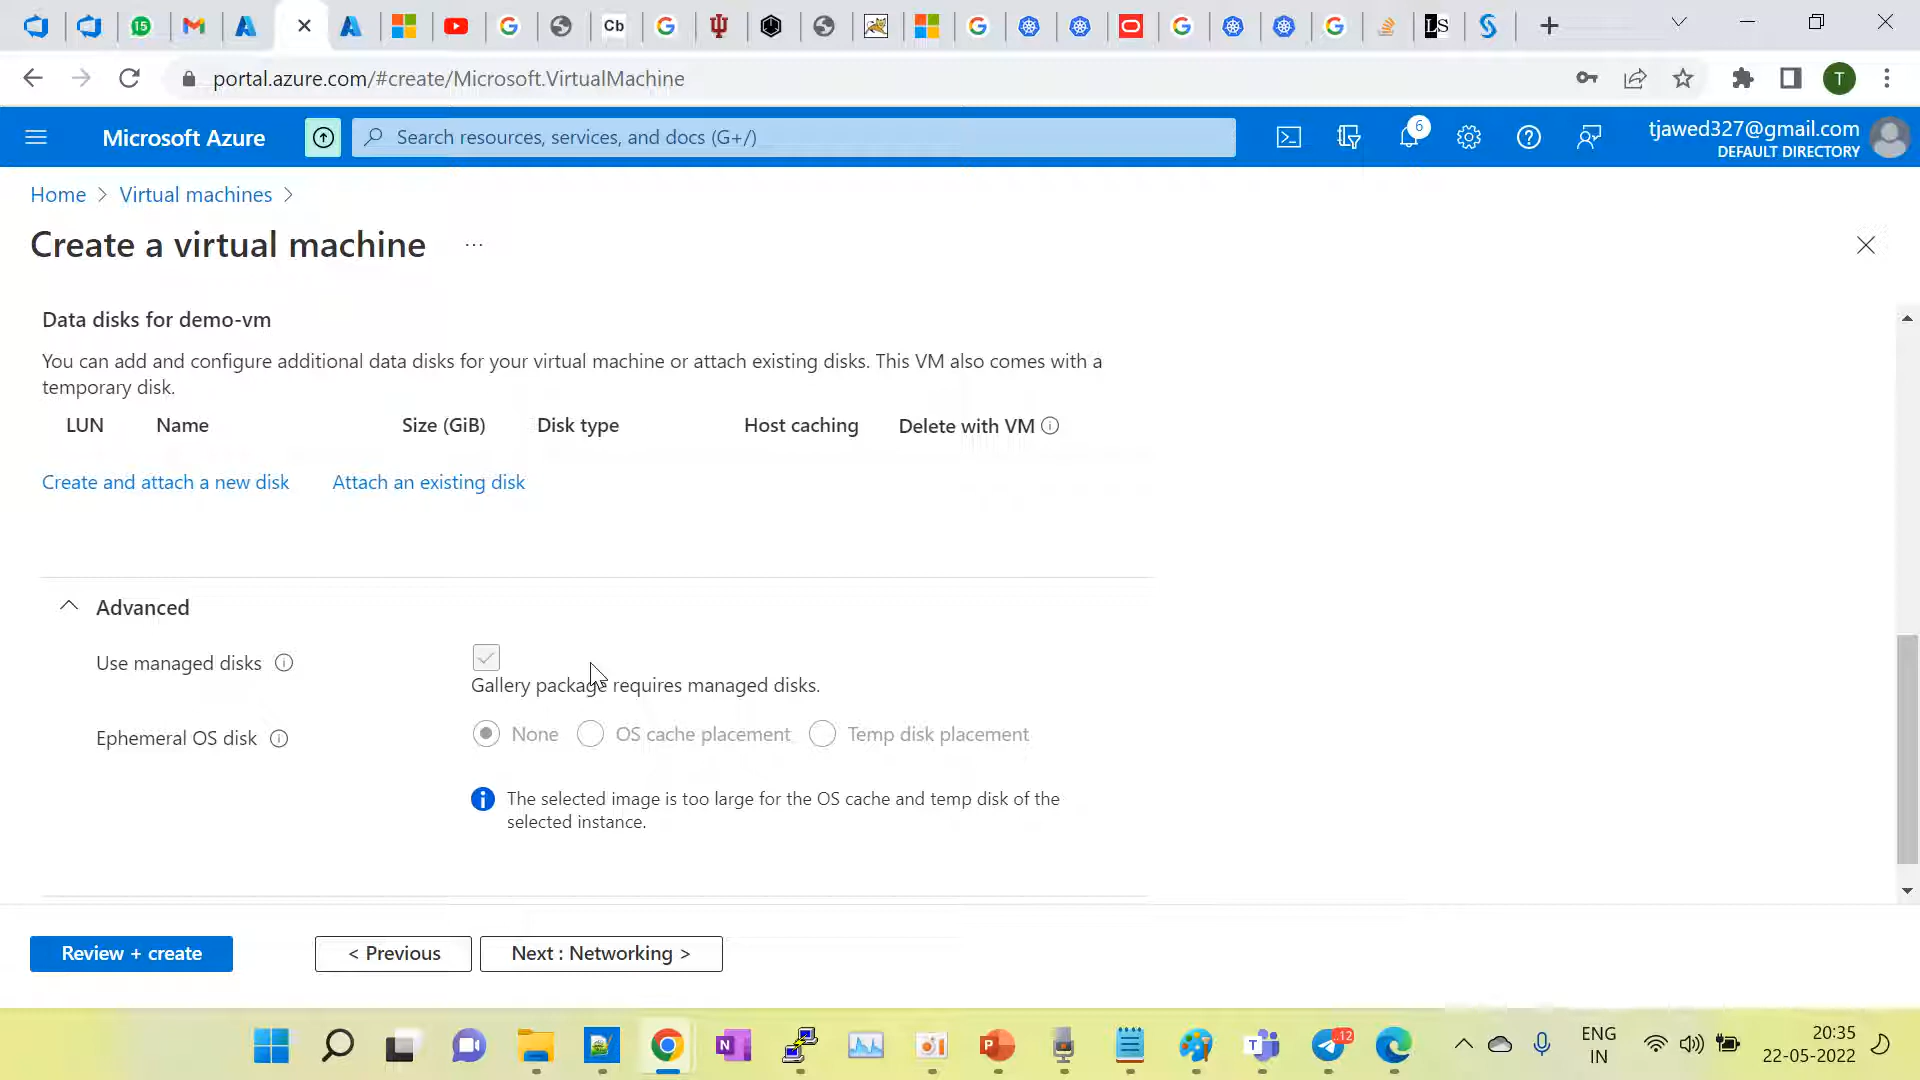 15
Cb
LS
portal.azure.com/#create/Microsoft.VirtualMachine
T
Microsoft Azure
Search resources, services, and docs (G+/)
6
tjawed327@gmail.com
DEFAULT DIRECTORY
Home > Virtual machines >
Create a virtual machine ...
Data disks for demo-vm
You can add and configure additional data disks for your virtual machine or attach existing disks. This VM also comes with a
temporary disk.
LUN Name Size (GiB) Disk type Host caching Delete with VM
Create and attach a new disk Attach an existing disk
Advanced
Use managed disks
Gallery package requires managed disks.
Ephemeral OS disk
None OS cache placement Temp disk placement
The selected image is too large for the OS cache and temp disk of the
selected instance.
Review + create
< Previous
Next : Networking >
12
ENG
IN
20:35
22-05-2022